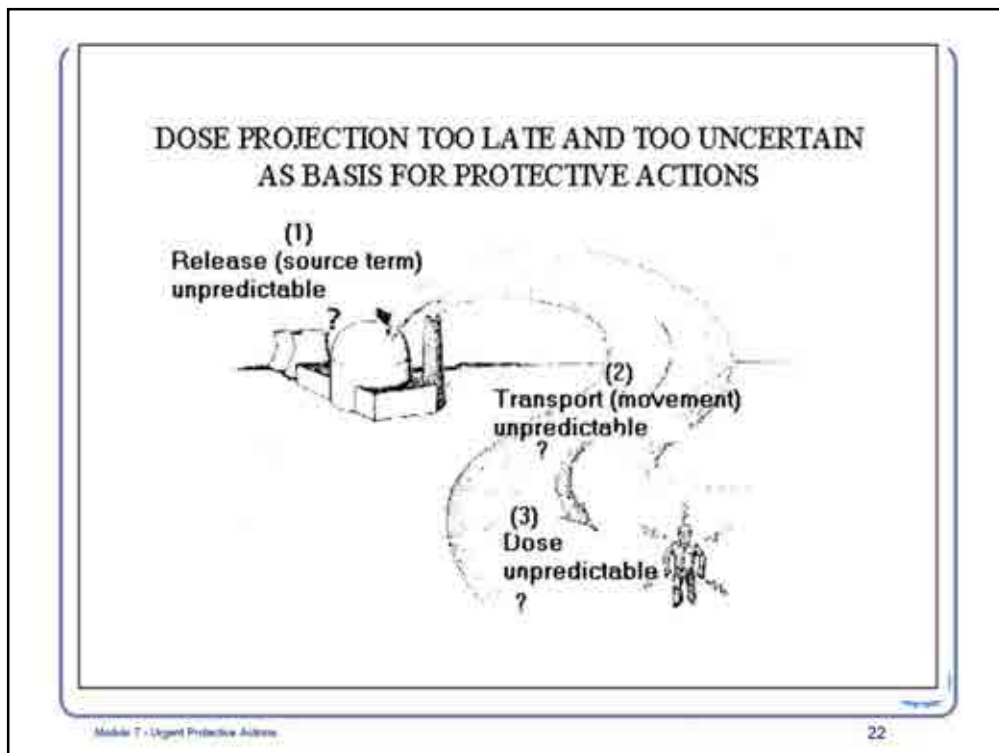 DOSE PROJECTION TOO LATE AND TOO UNCERTAIN
AS BASIS FOR PROTECTIVE ACTIONS
(1)
Release (source term)
unpredictable
?
(2)
Transport (movement)
unpredictable
?
(3)
Dose
unpredictable
?
Module 7 - Urgent Protective Actions
22